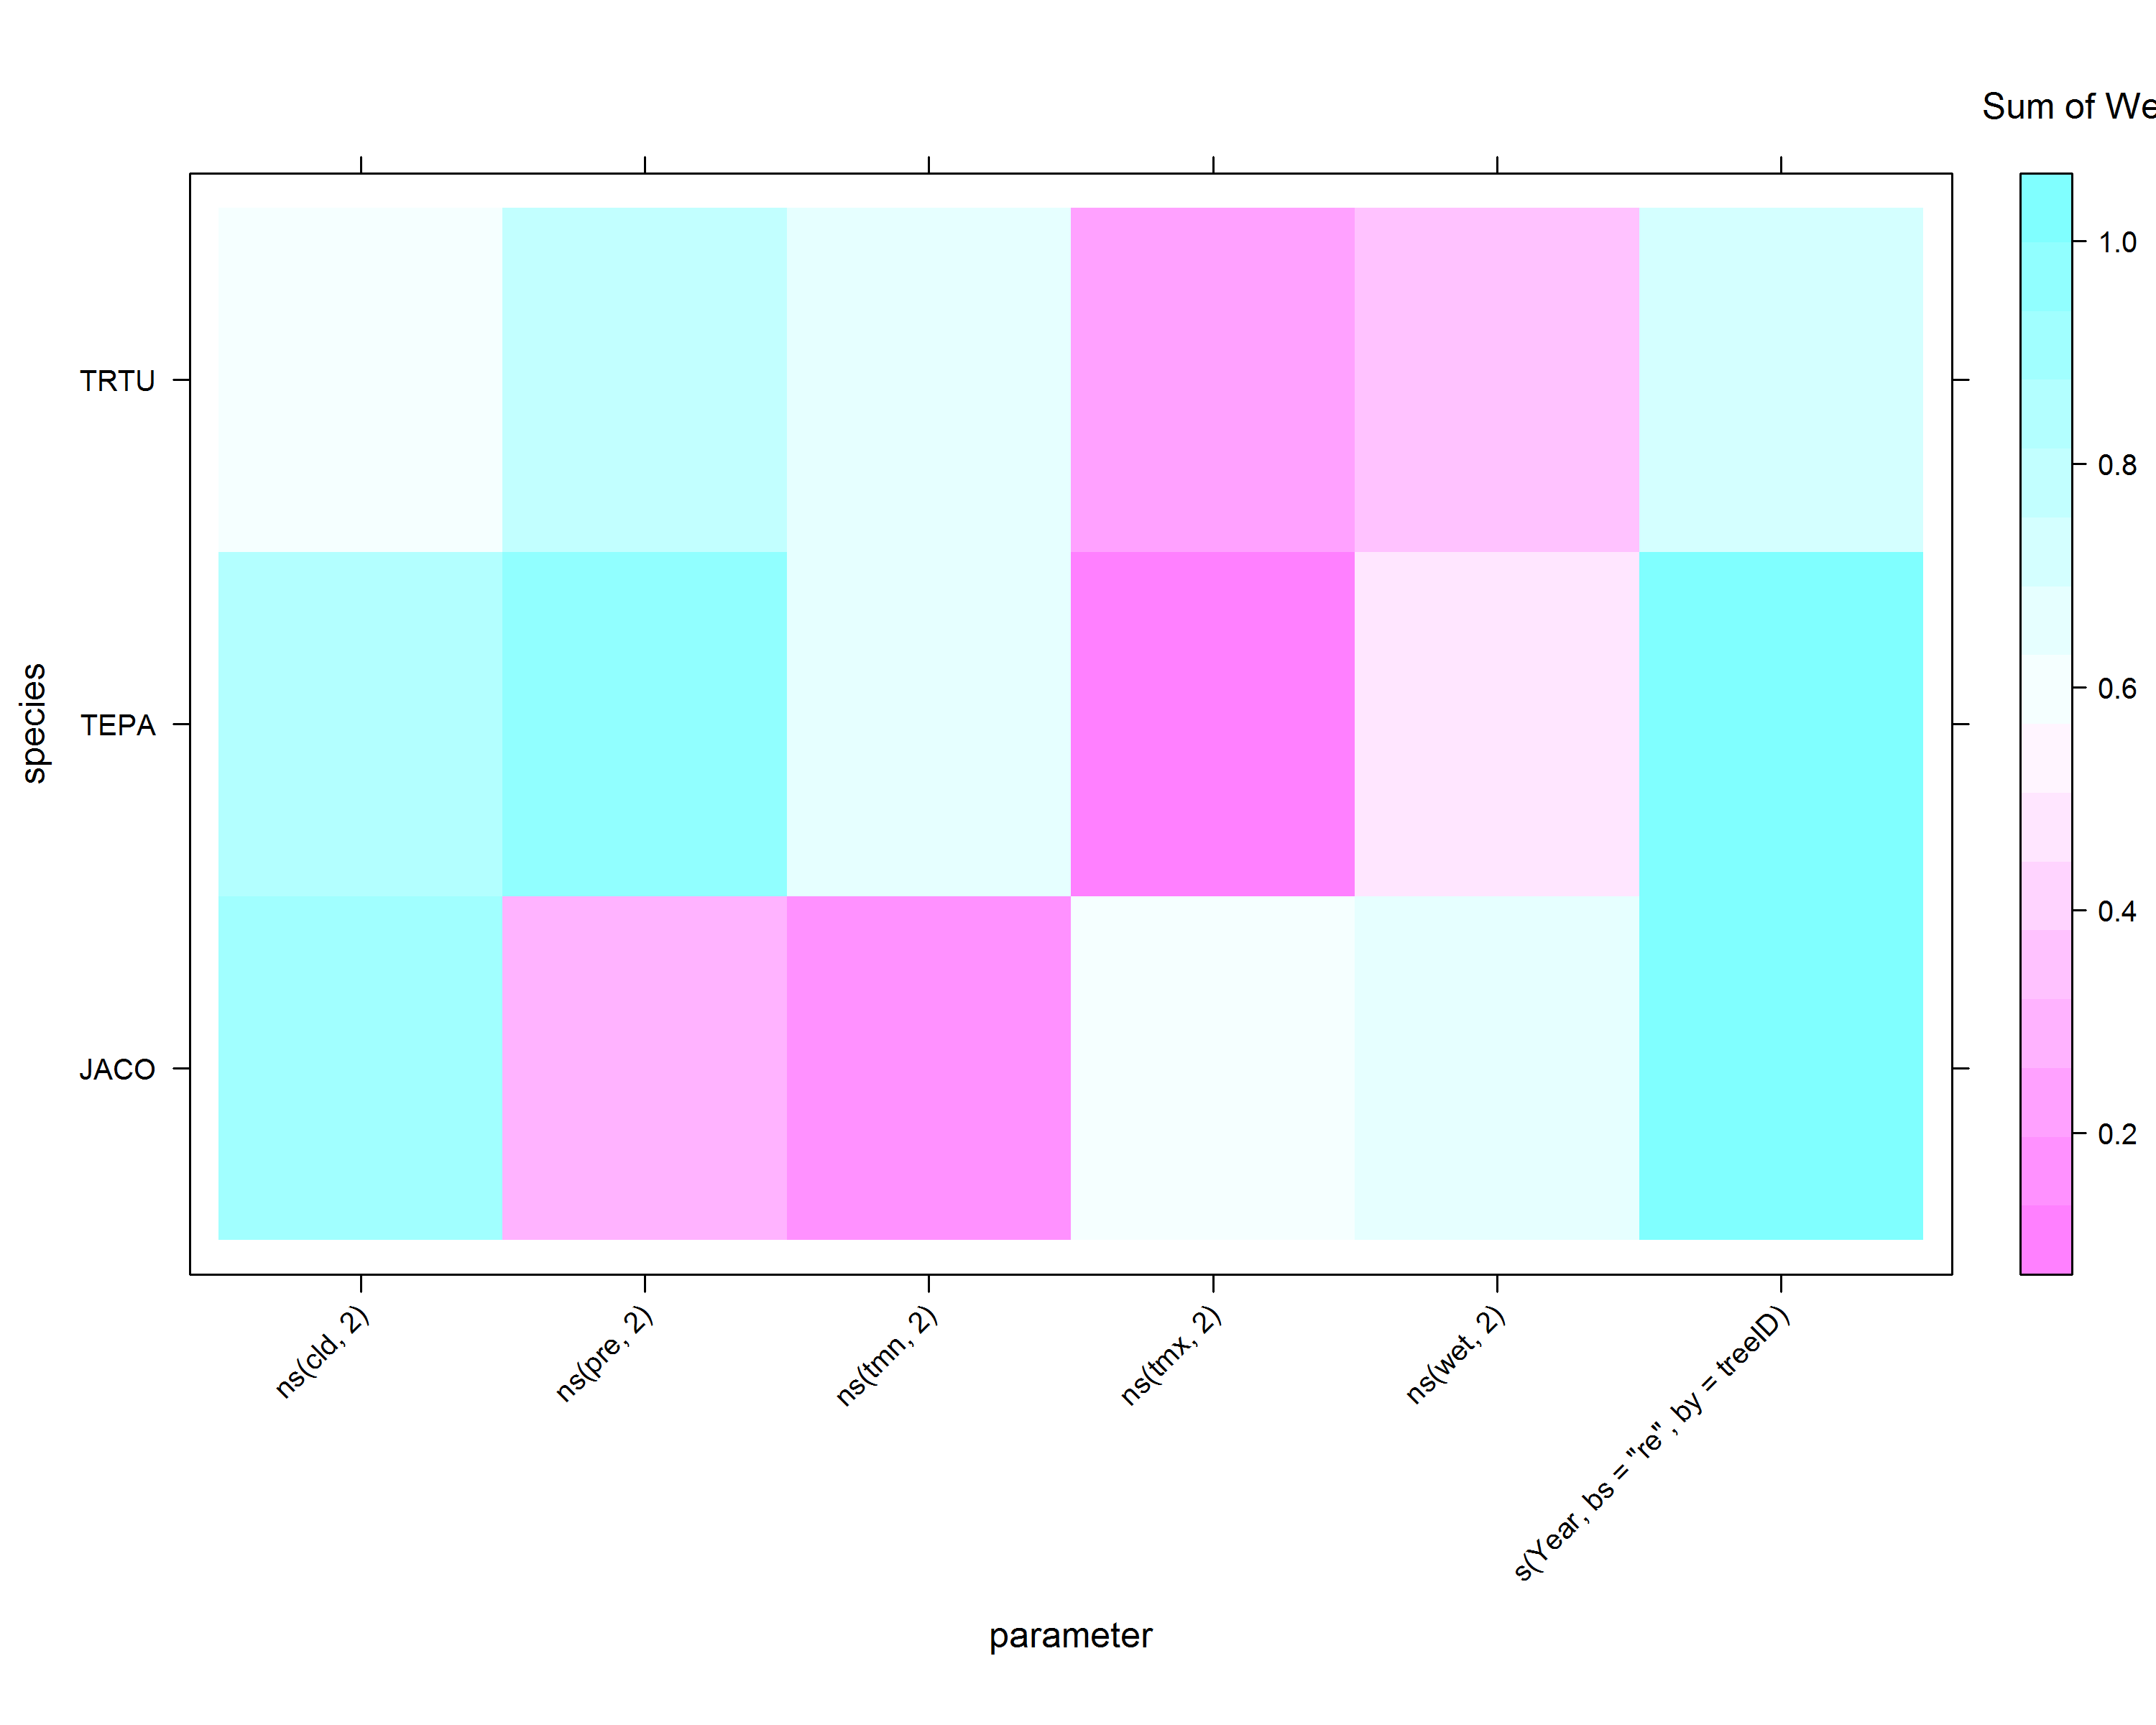 Sum of We
1.0
0.8
0.6
0.4
0.2
TRTU
TEPA
JACO
species
ns(cld, 2)
ns(pre, 2)
ns(tmn, 2)
ns(tmx, 2)
ns(wet, 2)
s(Year, bs = "re", by = treeID)
parameter